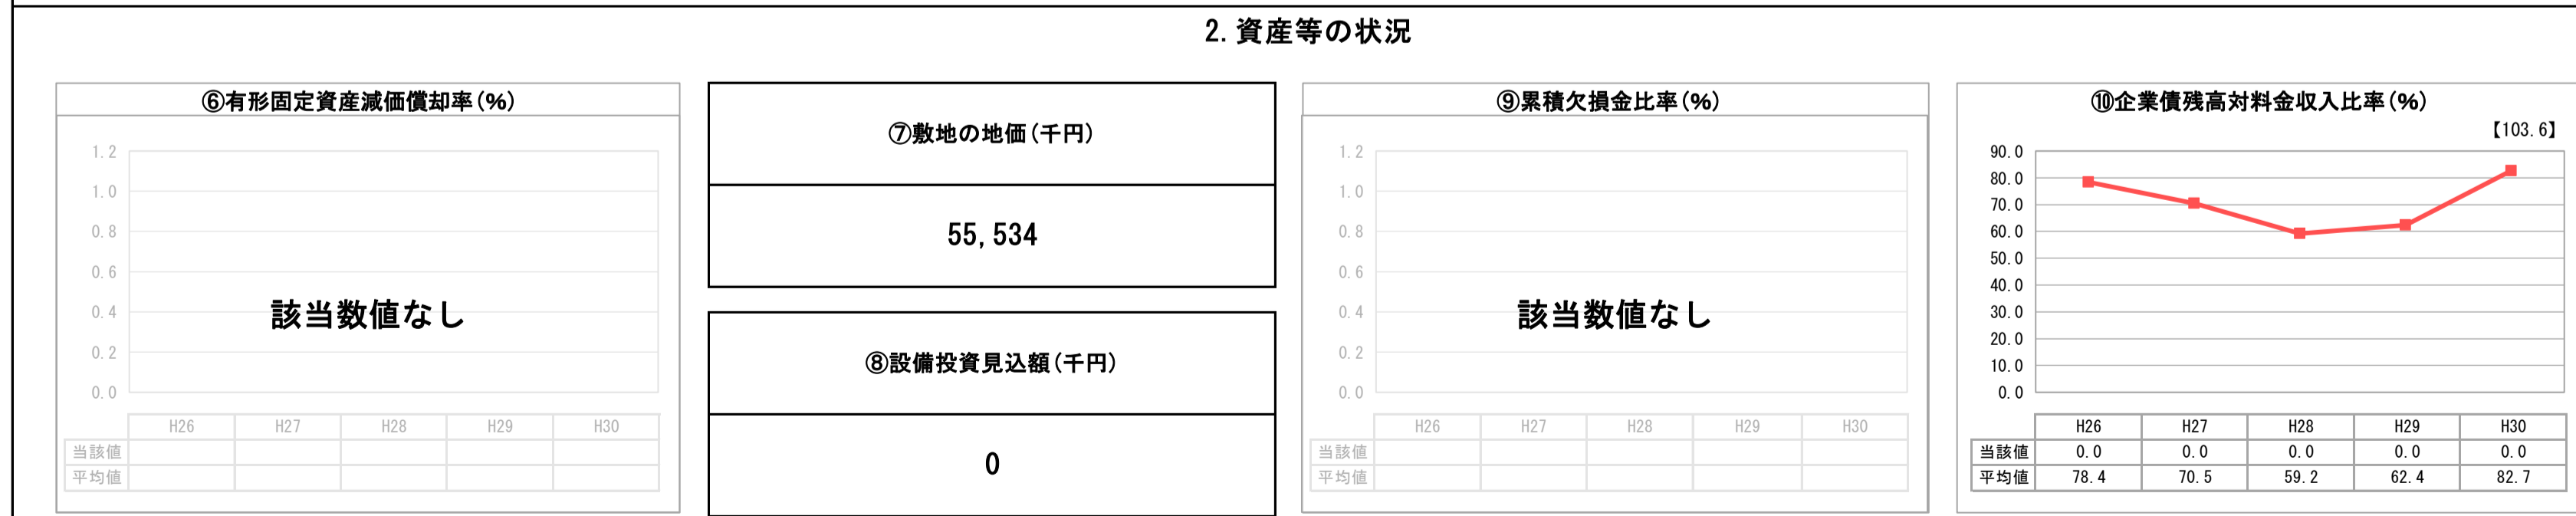 2.資産等の状況
⑥有形固定資産減価償却率(%)
1.2
1.0
0.8
0.6
0.4
0.2
0.0
該当数値なし
H26 H27 H28 H29 H30
当該値
平均値
⑦敷地の地価(千円)
55,534
⑧設備投資見込額(千円)
0
⑨累積欠損金比率(%)
1.2
1.0
0.8
0.6
0.4
0.2
0.0
該当数値なし
H26 H27 H28 H29 H30
当該値
平均値
⑩企業債残高対料金収入比率(%)
【103.6】
90.0
80.0
70.0
60.0
50.0
40.0
30.0
20.0
10.0
0.0
H26 H27 H28 H29 H30
当該値 0.0 0.0 0.0 0.0 0.0
平均値 78.4 70.5 59.2 62.4 82.7